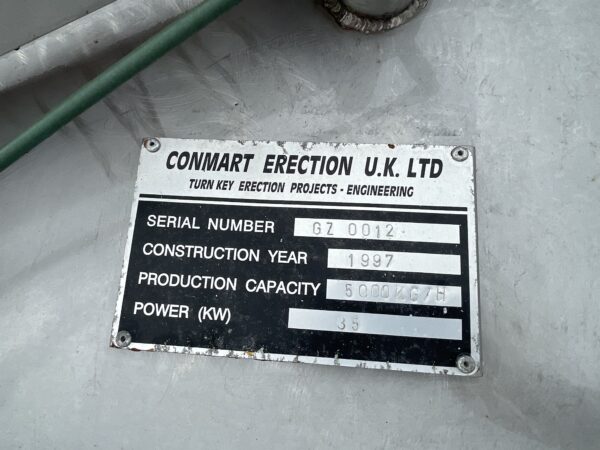 CONMART ERECTION U.K. LTD
TURN KEY ERECTION PROJECTS - ENGINEERING
SERIAL NUMBER GZ 0012
CONSTRUCTION YEAR 1997
PRODUCTION CAPACITY 5000KG/H
POWER (KW) 35